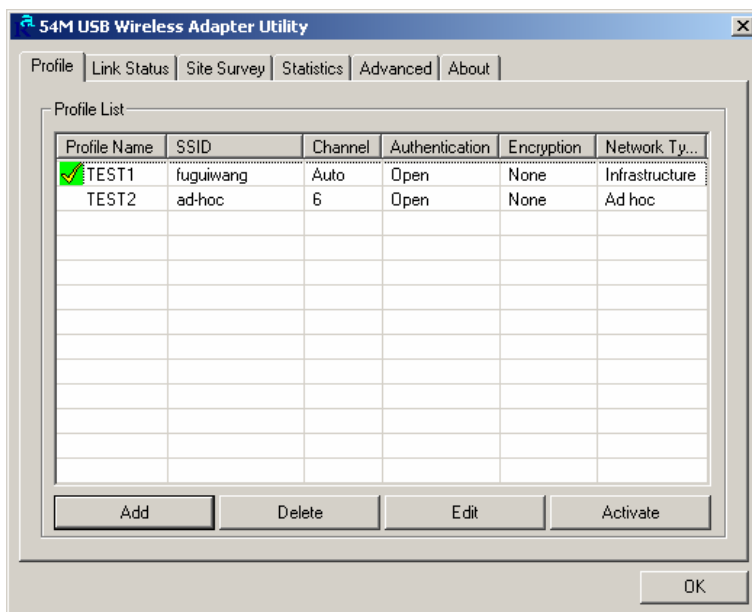 54M USB Wireless Adapter Utility
Profile Link Status Site Survey Statistics Advanced About
Profile List
Profile Name SSID Channel Authentication Encryption Network Ty...
TEST1 fuguiwang Auto Open None Infrastructure
TEST2 ad-hoc 6 Open None Ad hoc
Add Delete Edit Activate
OK